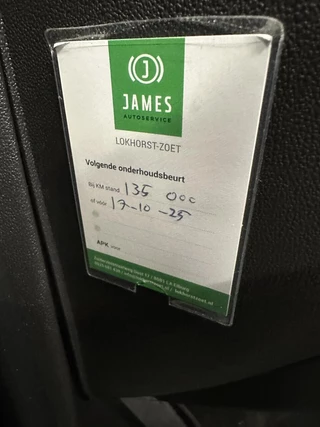 J
JAMES
AUTOSERVICE
LOKHORST-ZOET
Volgende onderhoudsbeurt
Bij KM stand 135 000
of vóór 17-10-25
APK